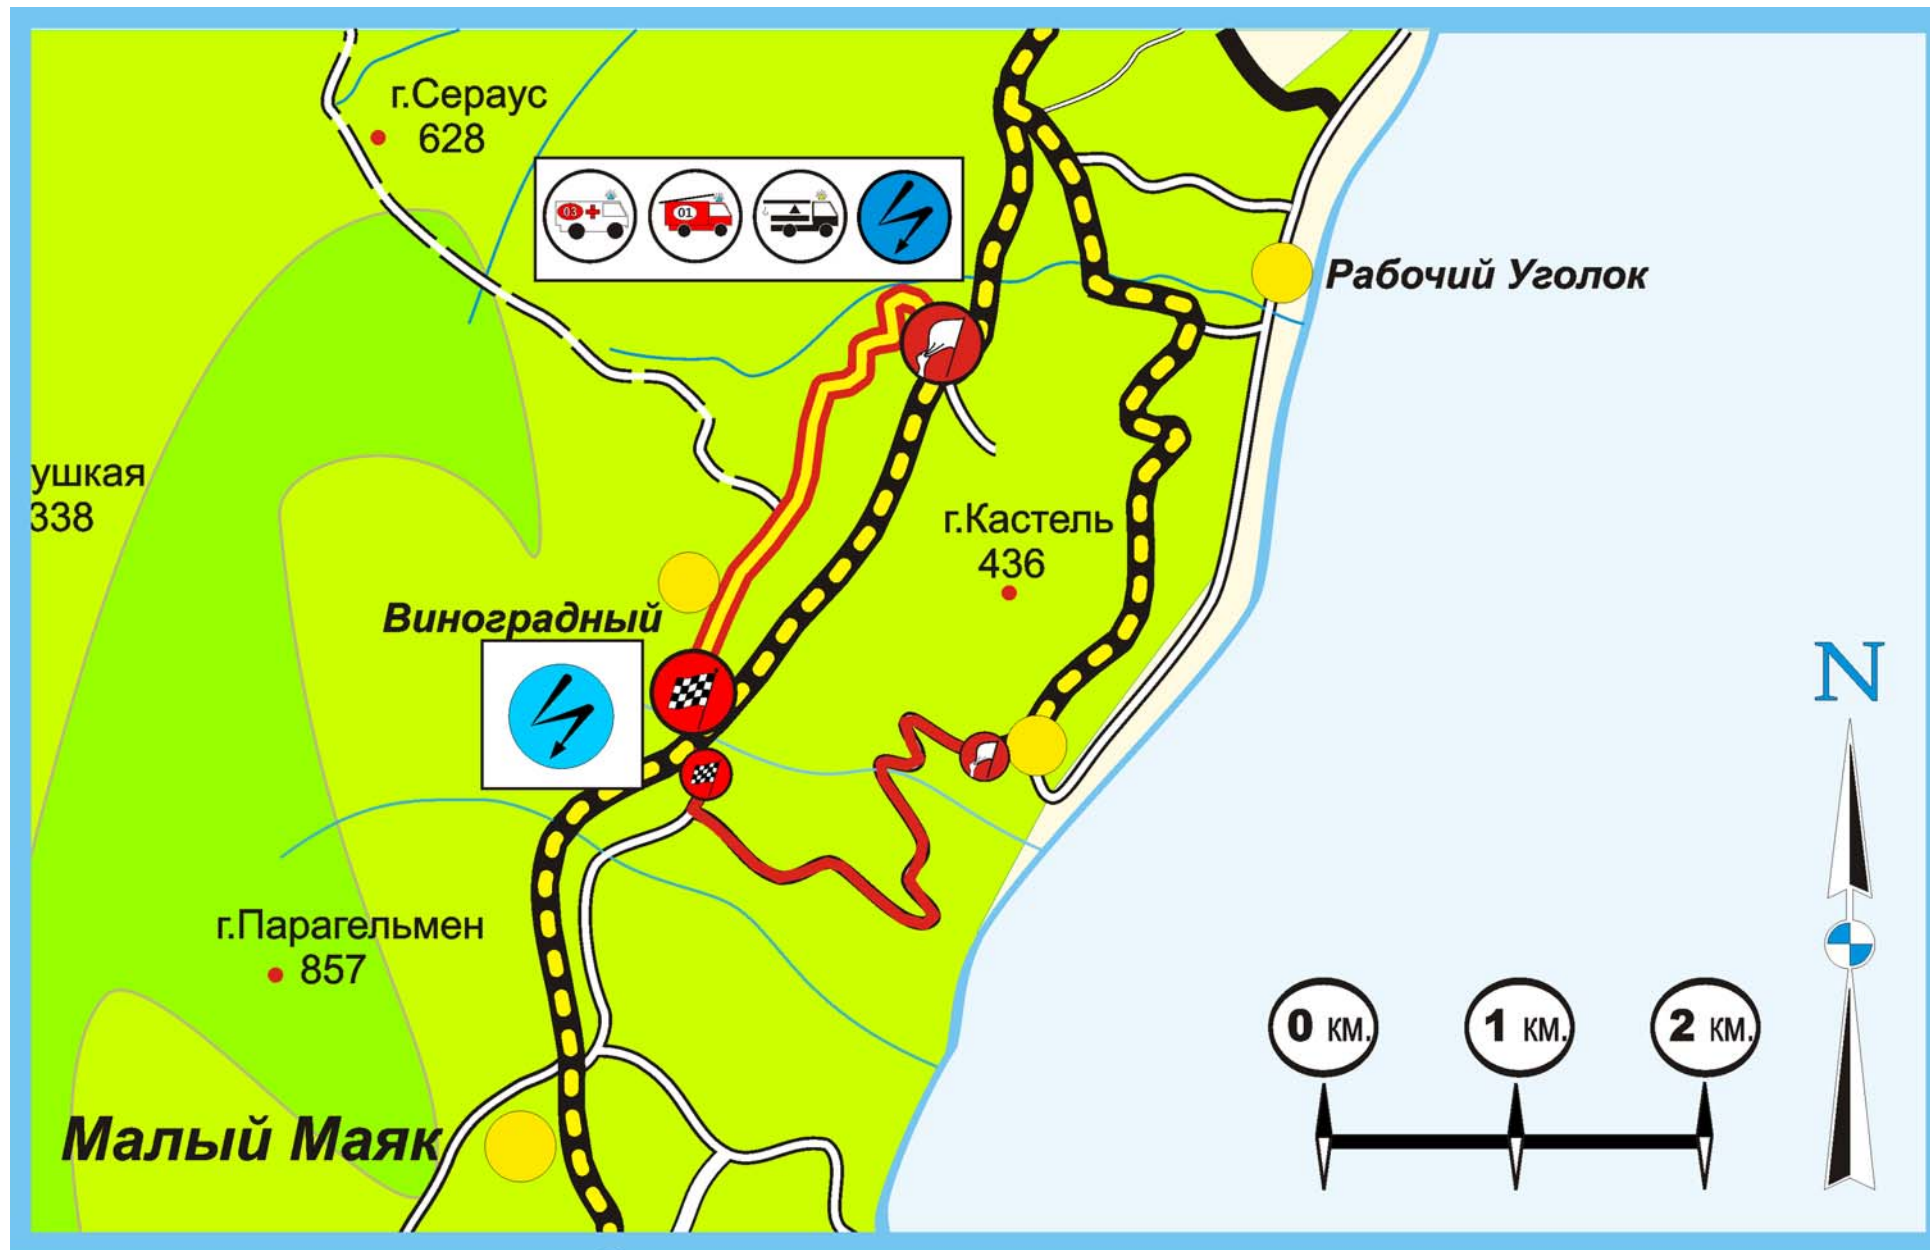 г.Сераус
628
03
01
Рабочий Уголок
ушкая
338
г.Кастель
436
Виноградный
N
г.Парагельмен
857
0 км.
1 км.
2 км.
Малый Маяк